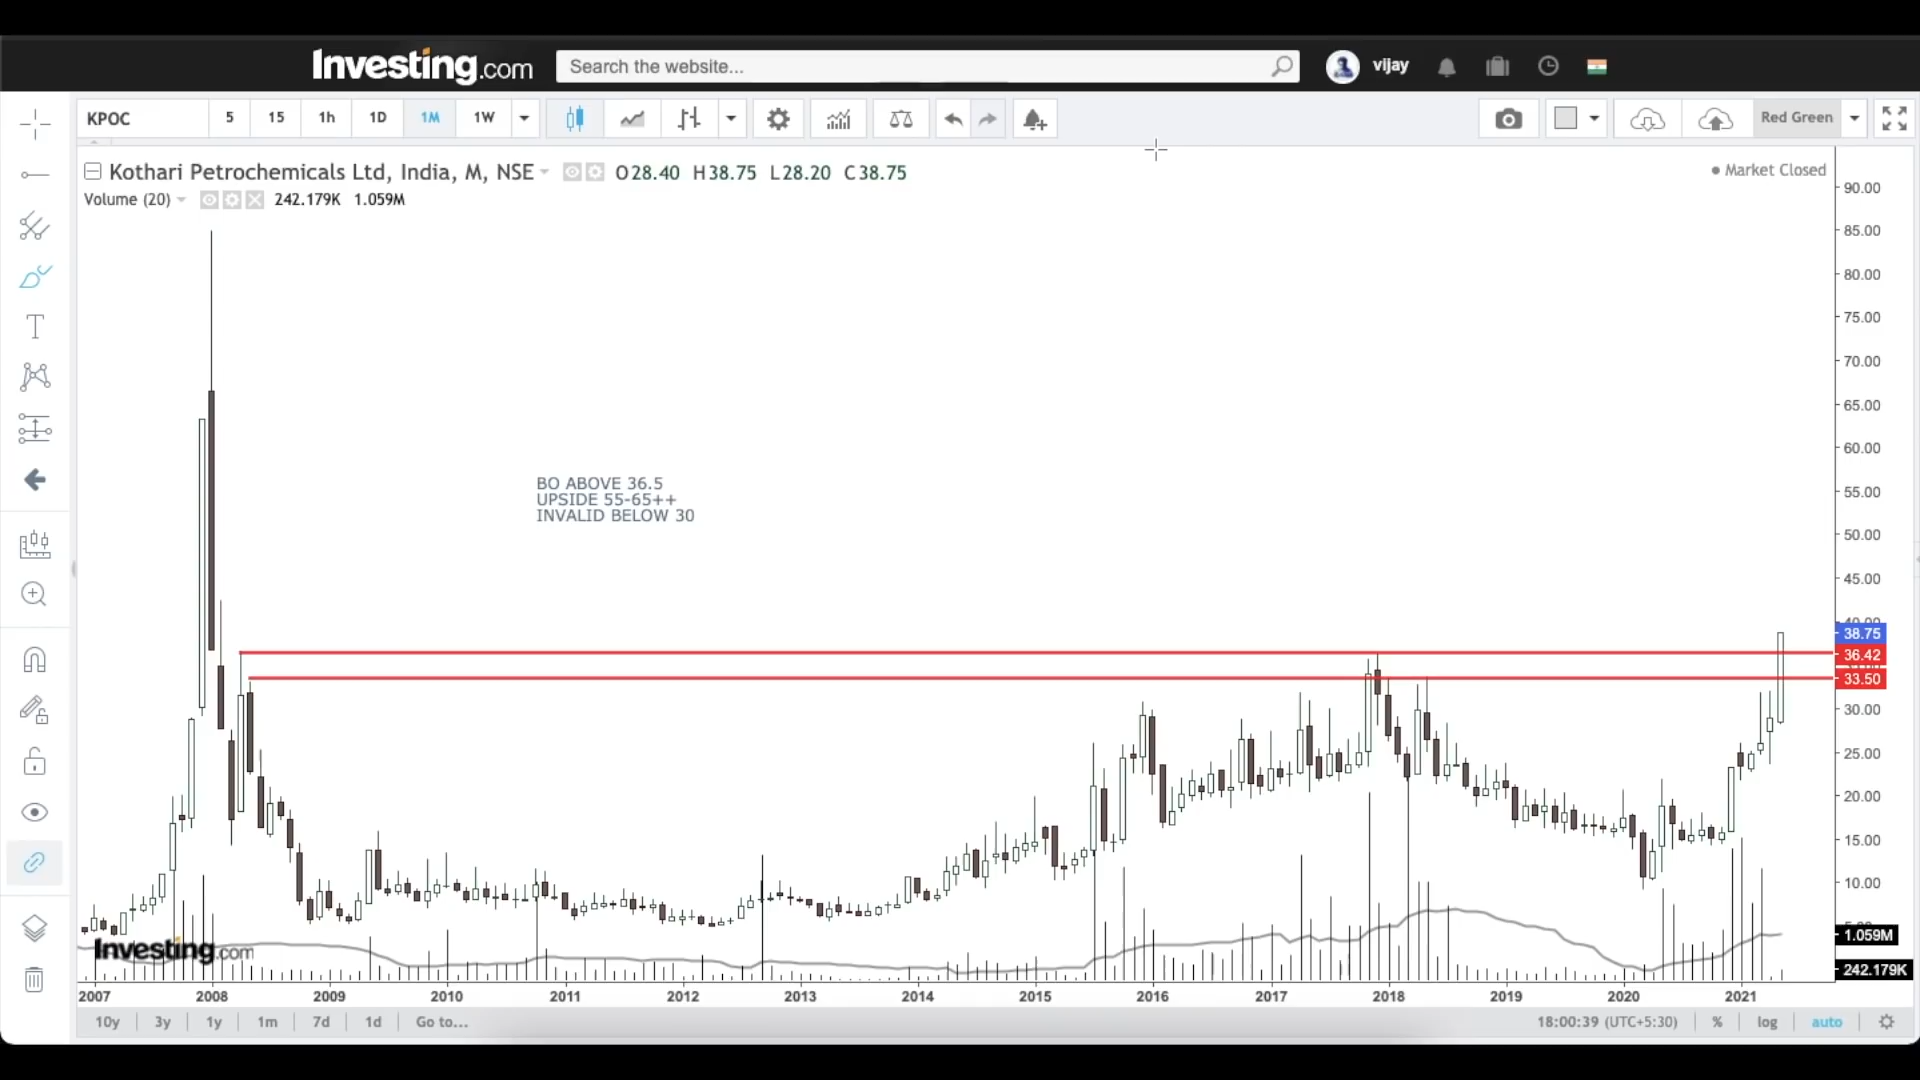 Investing.com
Search the website...
vijay
KPOC
5 15 1h 1D 1M 1W
Red Green
Kothari Petrochemicals Ltd, India, M, NSE
O28.40 H38.75 L28.20 C38.75
Market Closed
Volume (20)
242.179K 1.059M
90.00
85.00
80.00
75.00
70.00
65.00
60.00
BO ABOVE 36.5
UPSIDE 55-65++
INVALID BELOW 30
55.00
50.00
45.00
38.75
36.42
33.50
30.00
25.00
20.00
15.00
10.00
1.059M
Investing.com
242.179K
2007 2008 2009 2010 2011 2012 2013 2014 2015 2016 2017 2018 2019 2020 2021
10y 3y 1y 1m 7d 1d Go to...
18:00:39 (UTC+5:30) % log auto